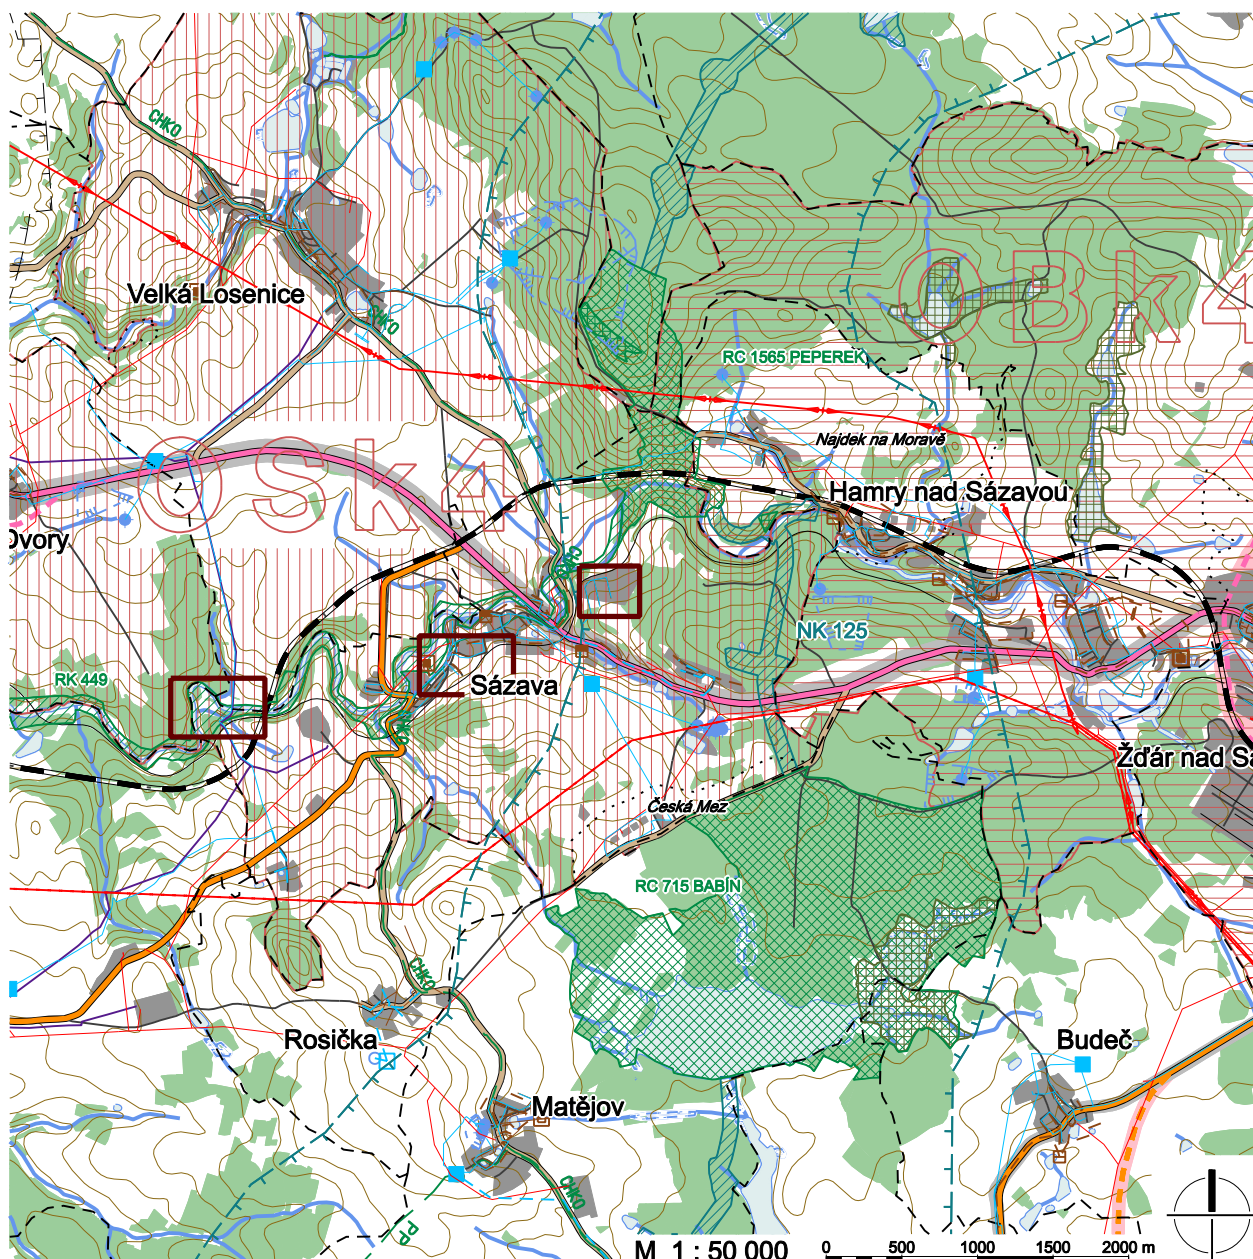 CHKO
Velká Losenice
CHKO
OBK4
RC 1565 PEPEREK
Najdek na Moravě
OSK4
Hamry nad Sázavou
Dvory
CHKO
NK 125
RK 449
Sázava
CHKO
Žďár nad Sá
Česká Mez
RC 715 BABÍN
CHKO
Rosička
Budeč
Matějov
CHKO
PP
M 1 : 50 000
0 500 1000 1500 2000 m